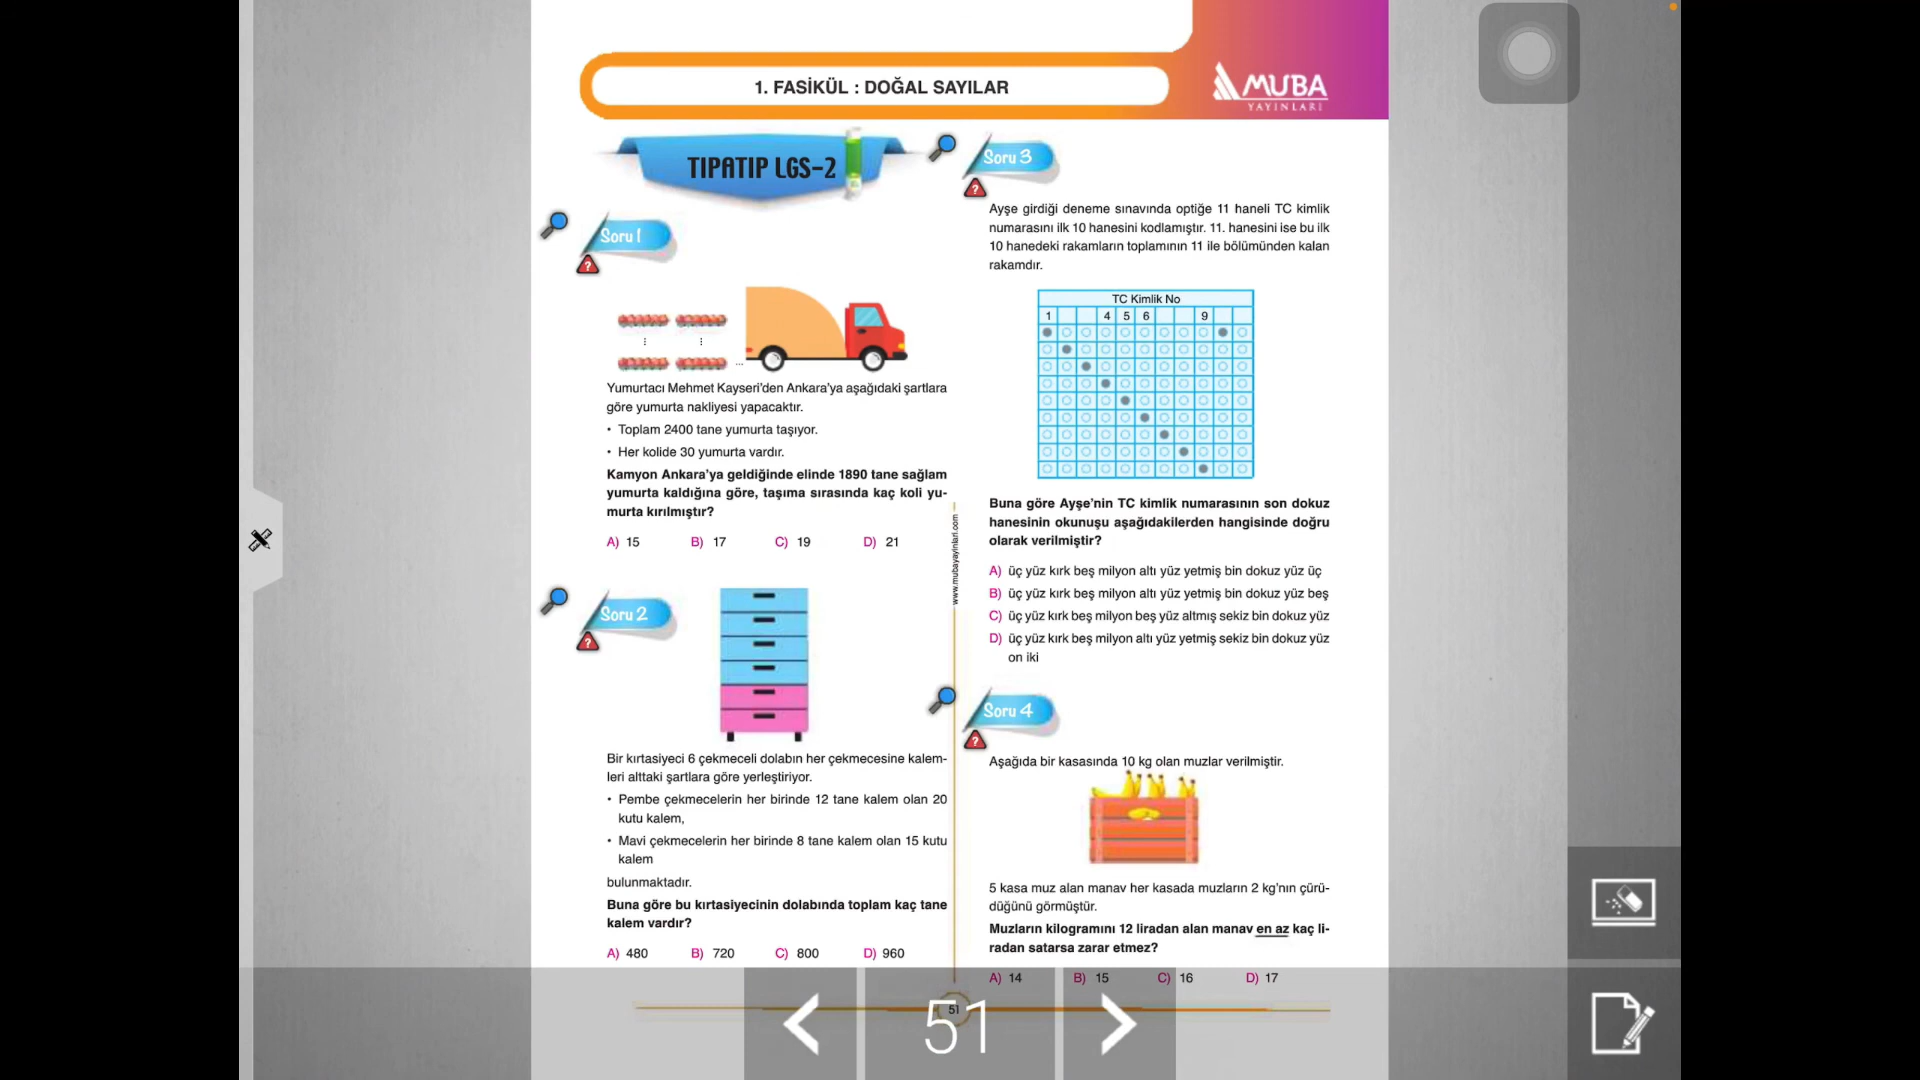 1. FASİKÜL : DOĞAL SAYILAR
MUBA
YAYINLARI
TIPATIP LGS-2
Soru 1
Yumurtacı Mehmet Kayseri’den Ankara’ya aşağıdaki şartlara
göre yumurta nakliyesi yapacaktır.
• Toplam 2400 tane yumurta taşıyor.
• Her kolide 30 yumurta vardır.
Kamyon Ankara’ya geldiğinde elinde 1890 tane sağlam
yumurta kaldığına göre, taşıma sırasında kaç koli yu-
murta kırılmıştır?
A) 15 B) 17 C) 19 D) 21
Soru 2
Bir kırtasiyeci 6 çekmeceli dolabın her çekmecesine kalem-
leri alttaki şartlara göre yerleştiriyor.
• Pembe çekmecelerin her birinde 12 tane kalem olan 20
kutu kalem,
• Mavi çekmecelerin her birinde 8 tane kalem olan 15 kutu
kalem
bulunmaktadır.
Buna göre bu kırtasiyecinin dolabında toplam kaç tane
kalem vardır?
A) 480 B) 720 C) 800 D) 960
www.mubayayinlari.com
Soru 3
Ayşe girdiği deneme sınavında optiğe 11 haneli TC kimlik
numarasını ilk 10 hanesini kodlamıştır. 11. hanesini ise bu ilk
10 hanedeki rakamların toplamının 11 ile bölümünden kalan
rakamdır.
TC Kimlik No
1 4 5 6 9
Buna göre Ayşe’nin TC kimlik numarasının son dokuz
hanesinin okunuşu aşağıdakilerden hangisinde doğru
olarak verilmiştir?
A) üç yüz kırk beş milyon altı yüz yetmiş bin dokuz yüz üç
B) üç yüz kırk beş milyon altı yüz yetmiş bin dokuz yüz beş
C) üç yüz kırk beş milyon beş yüz altmış sekiz bin dokuz yüz
D) üç yüz kırk beş milyon altı yüz yetmiş sekiz bin dokuz yüz
on iki
Soru 4
Aşağıda bir kasasında 10 kg olan muzlar verilmiştir.
5 kasa muz alan manav her kasada muzların 2 kg’nın çürü-
düğünü görmüştür.
Muzların kilogramını 12 liradan alan manav en az kaç li-
radan satarsa zarar etmez?
A) 14 B) 15 C) 16 D) 17
51
51